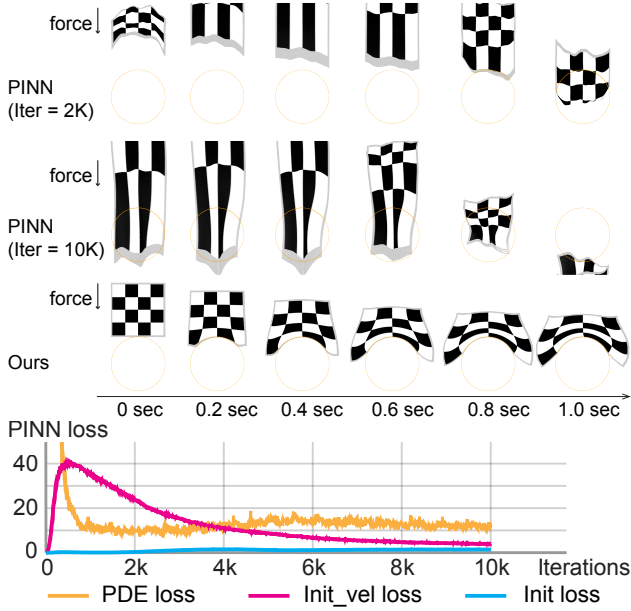 force
PINN
(Iter = 2K)
force
PINN
(Iter = 10K)
force
Ours
0 sec 0.2 sec 0.4 sec 0.6 sec 0.8 sec 1.0 sec
PINN loss
40
20
0
0 2k 4k 6k 8k 10k Iterations
PDE loss Init_vel loss Init loss